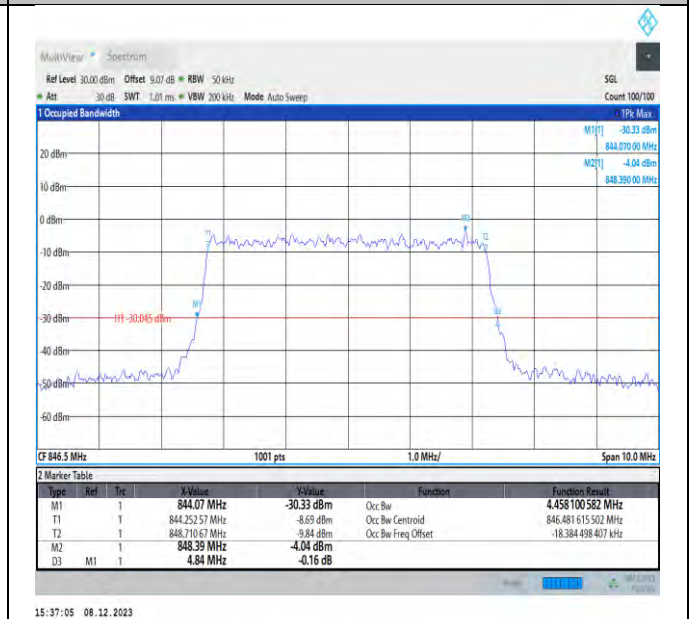 MultiView Spectrum
Ref Level 30.00 dBm Offset 9.07 dB RBW 50 kHz SGL
Att 30 dB SWT 1.01 ms VBW 200 kHz Mode Auto Sweep Count 100/100
1 Occupied Bandwidth 1Pk Max
M1[1] -30.33 dBm
844.070 00 MHz
20 dBm M2[1] -4.04 dBm
848.390 00 MHz
10 dBm
0 dBm
M2
T1 T2
-10 dBm
-20 dBm
M1
-30 dBm H1 -30.045 dBm
-40 dBm
-50 dBm
-60 dBm
CF 846.5 MHz 1001 pts 1.0 MHz/ Span 10.0 MHz
2 Marker Table
Type Ref Trc X-Value Y-Value Function Function Result
M1 1 844.07 MHz -30.33 dBm Occ Bw 4.458 100 582 MHz
T1 1 844.252 57 MHz -8.69 dBm Occ Bw Centroid 846.481 615 502 MHz
T2 1 848.710 67 MHz -9.84 dBm Occ Bw Freq Offset -18.384 498 407 kHz
M2 1 848.39 MHz -4.04 dBm
D3 M1 1 4.84 MHz -0.16 dB
15:37:05 08.12.2023